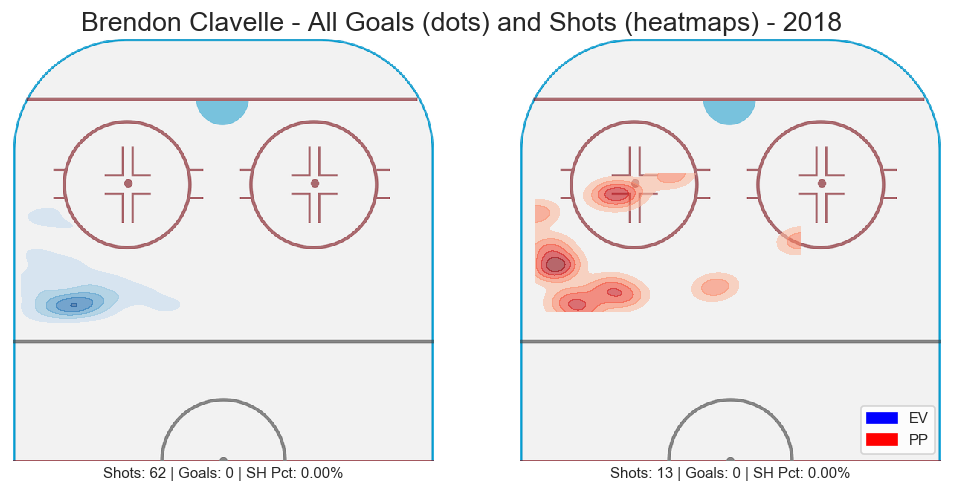 Brendon Clavelle - All Goals (dots) and Shots (heatmaps) - 2018
EV
PP
Shots: 62 | Goals: 0 | SH Pct: 0.00%
Shots: 13 | Goals: 0 | SH Pct: 0.00%